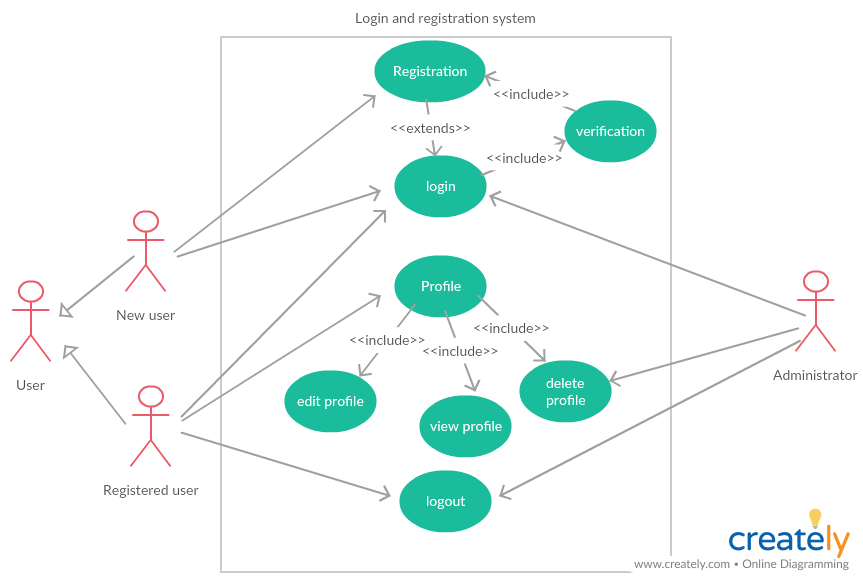 Login and registration system
Registration
<<include>>
<<extends>>
verification
<<include>>
login
New user
Profile
User
Administrator
<<include>>
<<include>>
<<include>>
edit profile
delete
profile
view profile
Registered user
logout
creately
www.creately.com • Online Diagramming